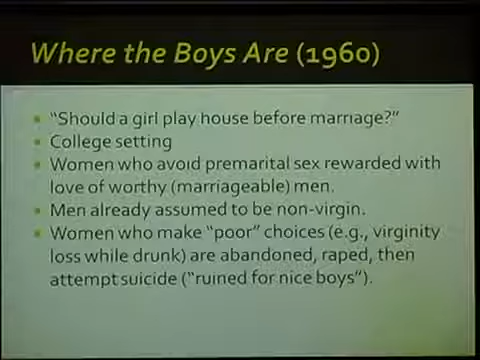 Where the Boys Are (1960)
"Should a girl play house before marriage?"
College setting
Women who avoid premarital sex rewarded with
love of worthy (marriageable) men.
Men already assumed to be non-virgin.
Women who make "poor" choices (e.g., virginity
loss while drunk) are abandoned, raped, then
attempt suicide ("ruined for nice boys").